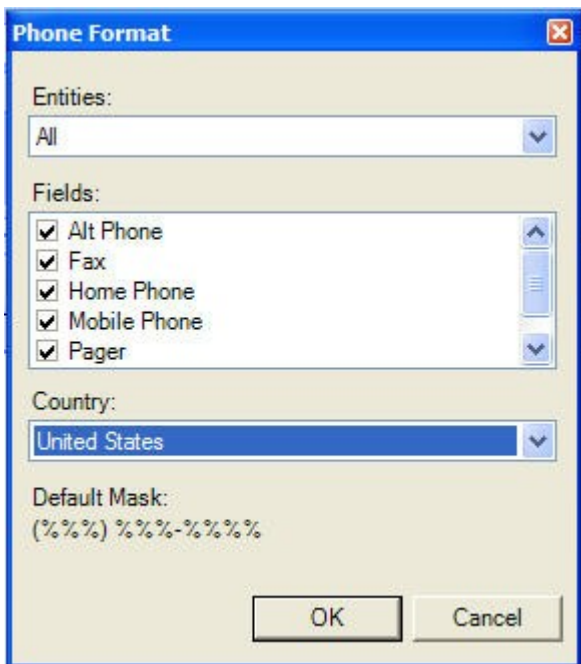 Phone Format
Entities:
All
Fields:
Alt Phone
Fax
Home Phone
Mobile Phone
Pager
Country:
United States
Default Mask:
(%%%) %%%-%%%%
OK Cancel